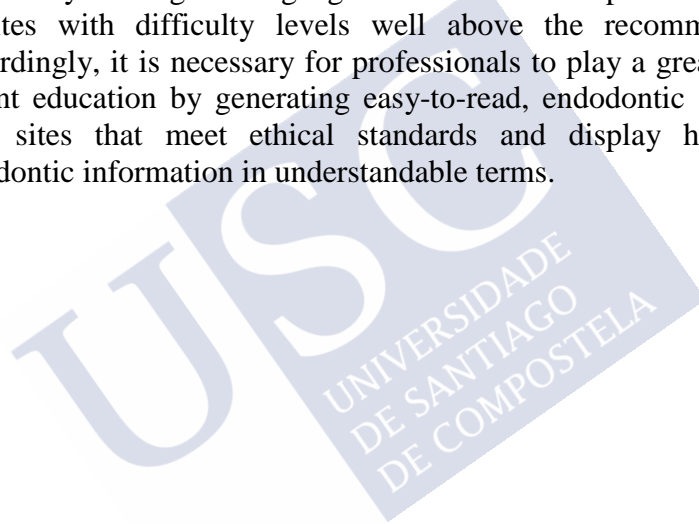 ites with difficulty levels well above the recomm
rdingly, it is necessary for professionals to play a grea
nt education by generating easy-to-read, endodontic
sites that meet ethical standards and display h
dontic information in understandable terms.
USC
UNIVERSIDADE
DE SANTIAGO
DE COMPOSTELA